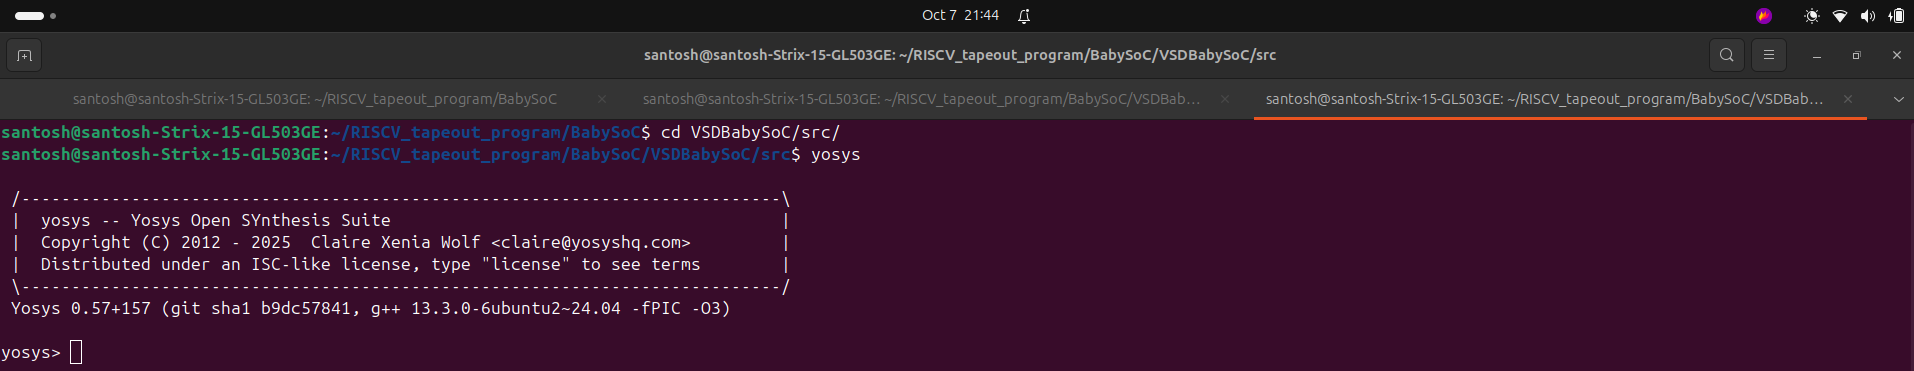 Oct 7 21:44
santosh@santosh-Strix-15-GL503GE: ~/RISCV_tapeout_program/BabySoC/VSDBabySoC/src
santosh@santosh-Strix-15-GL503GE: ~/RISCV_tapeout_program/BabySoC × santosh@santosh-Strix-15-GL503GE: ~/RISCV_tapeout_program/BabySoC/VSDBab... × santosh@santosh-Strix-15-GL503GE: ~/RISCV_tapeout_program/BabySoC/VSDBab... ×
santosh@santosh-Strix-15-GL503GE:~/RISCV_tapeout_program/BabySoC$ cd VSDBabySoC/src/
santosh@santosh-Strix-15-GL503GE:~/RISCV_tapeout_program/BabySoC/VSDBabySoC/src$ yosys
/----------------------------------------------------------------------------\
|  yosys -- Yosys Open SYnthesis Suite                                       |
|  Copyright (C) 2012 - 2025  Claire Xenia Wolf <claire@yosyshq.com>         |
|  Distributed under an ISC-like license, type "license" to see terms        |
\----------------------------------------------------------------------------/
Yosys 0.57+157 (git sha1 b9dc57841, g++ 13.3.0-6ubuntu2~24.04 -fPIC -O3)
yosys>